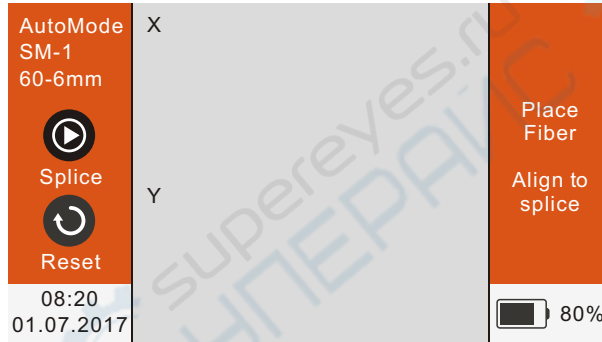 AutoMode
SM-1
60-6mm
Splice
Reset
08:20
01.07.2017
X
Y
Place
Fiber
Align to
splice
80%
supereyes.ru